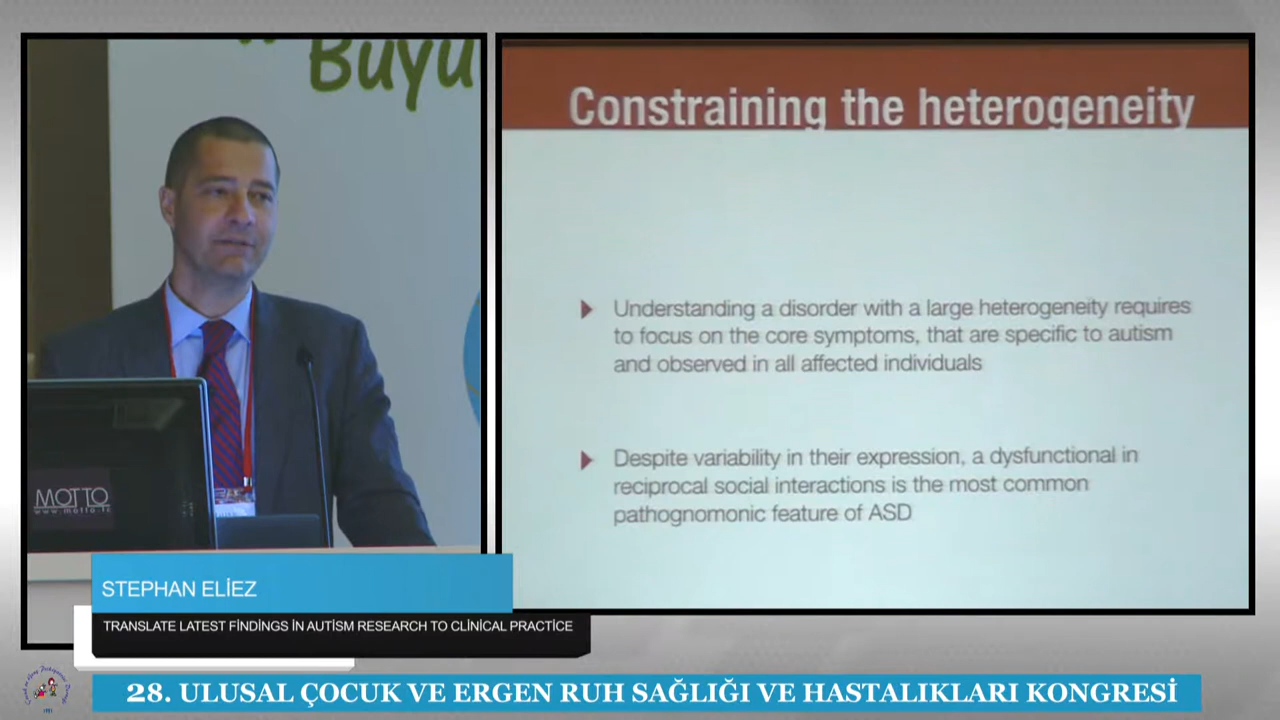 Büyü
Constraining the heterogeneity
Understanding a disorder with a large heterogeneity requires
to focus on the core symptoms, that are specific to autism
and observed in all affected individuals
Despite variability in their expression, a dysfunctional in
reciprocal social interactions is the most common
pathognomonic feature of ASD
MOTTO
www.motto.tc
STEPHAN ELİEZ
TRANSLATE LATEST FİNDİNGS İN AUTİSM RESEARCH TO CLİNİCAL PRACTİCE
28. ULUSAL ÇOCUK VE ERGEN RUH SAĞLIĞI VE HASTALIKLARI KONGRESİ